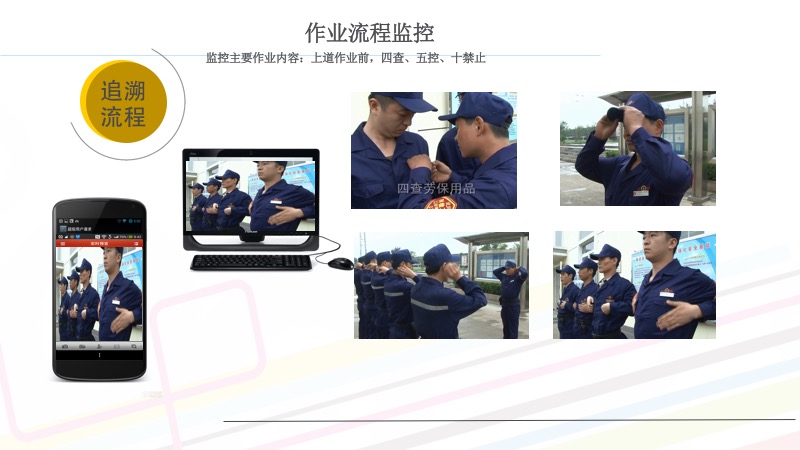 作业流程监控
监控主要作业内容：上道作业前，四查、五控、十禁止
追溯
流程
四查劳保用品